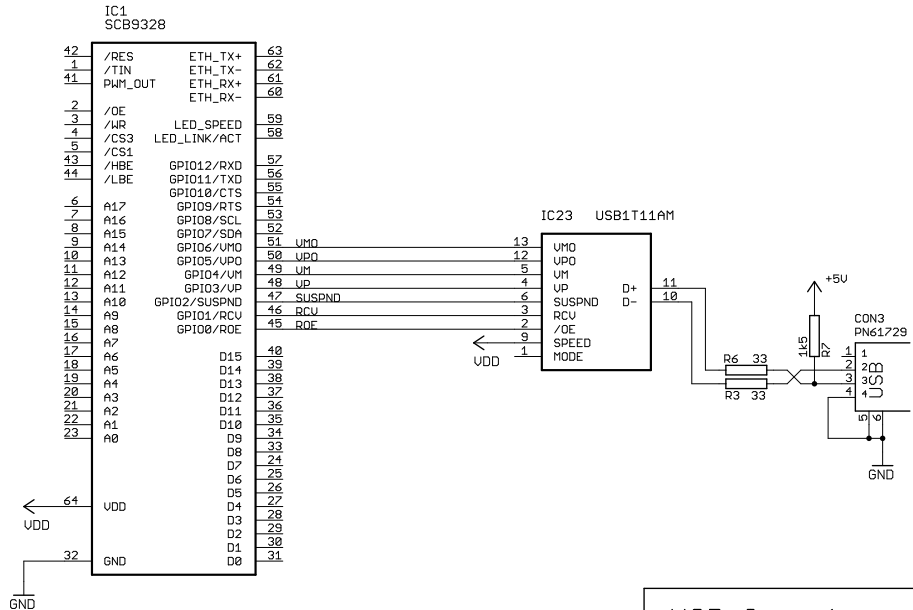 IC1
SCB9328
42 /RES ETH_TX+ 63
1 /TIN ETH_TX- 62
41 PWM_OUT ETH_RX+ 61
ETH_RX- 60
2 /OE
3 /WR LED_SPEED 59
4 /CS3 LED_LINK/ACT 58
5 /CS1
43 /HBE GPIO12/RXD 57
44 /LBE GPIO11/TXD 56
GPIO10/CTS 55
6 A17 GPIO9/RTS 54
7 A16 GPIO8/SCL 53
8 A15 GPIO7/SDA 52
9 A14 GPIO6/VMO 51 VMO
10 A13 GPIO5/VPO 50 VPO
11 A12 GPIO4/VM 49 VM
12 A11 GPIO3/VP 48 VP
13 A10 GPIO2/SUSPND 47 SUSPND
14 A9 GPIO1/RCV 46 RCV
15 A8 GPIO0/ROE 45 ROE
16 A7
17 A6 D15 40
18 A5 D14 39
19 A4 D13 38
20 A3 D12 37
21 A2 D11 36
22 A1 D10 35
23 A0 D9 34
D8 33
D7 24
D6 25
D5 26
64 VDD D4 27
VDD
D3 28
D2 29
D1 30
32 GND D0 31
GND
IC23 USB1T11AM
13 VMO
12 VPO
5 VM
4 VP D+ 11
6 SUSPND D- 10
3 RCV
2 /OE
9 SPEED
VDD
1 MODE
+5V
1k5
R7
R6 33
R3 33
CON3
PN61729
1 1
2 2
3 3
4 4
USB
5 6
GND